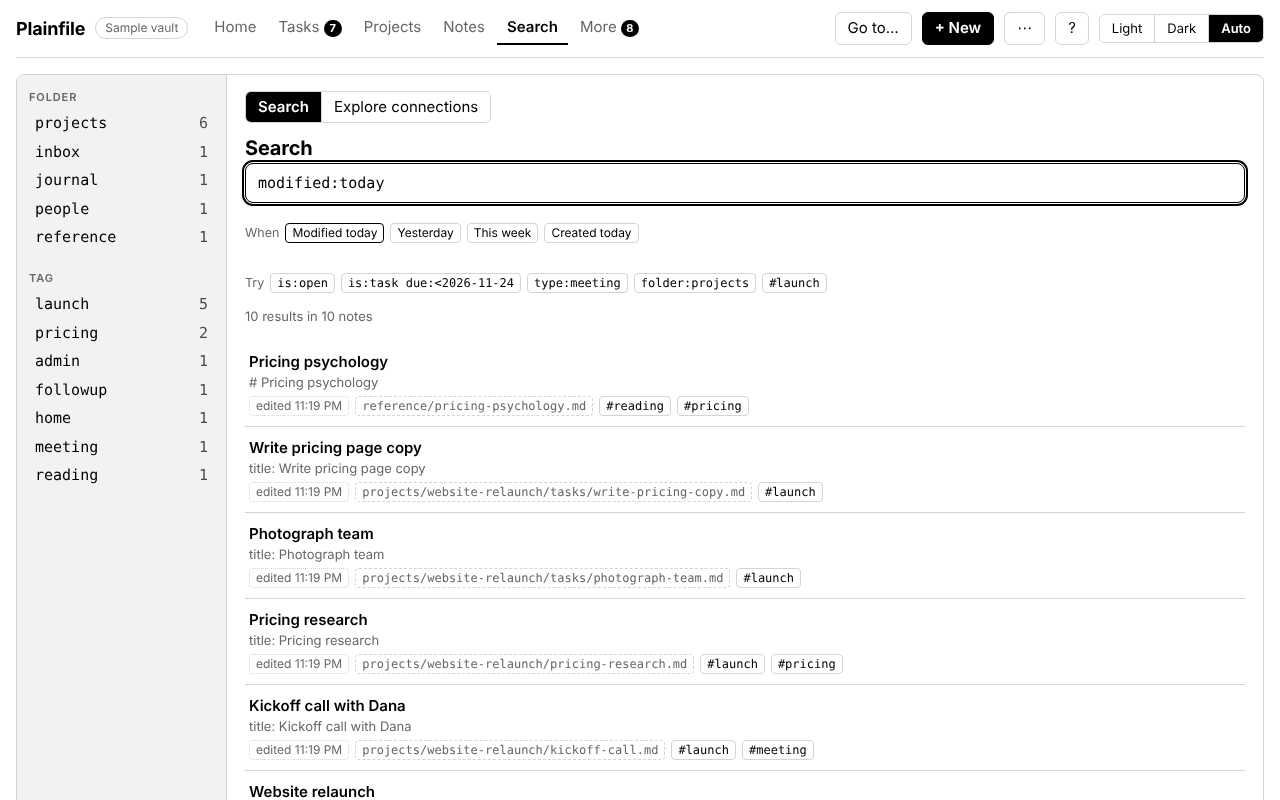 Plainfile Sample vault Home Tasks 7 Projects Notes Search More 8 Go to... + New ··· ? Light Dark Auto
FOLDER
projects 6
inbox 1
journal 1
people 1
reference 1
TAG
launch 5
pricing 2
admin 1
followup 1
home 1
meeting 1
reading 1
Search Explore connections
Search
modified:today
When Modified today Yesterday This week Created today
Try is:open is:task due:<2026-11-24 type:meeting folder:projects #launch
10 results in 10 notes
Pricing psychology
# Pricing psychology
edited 11:19 PM reference/pricing-psychology.md #reading #pricing
Write pricing page copy
title: Write pricing page copy
edited 11:19 PM projects/website-relaunch/tasks/write-pricing-copy.md #launch
Photograph team
title: Photograph team
edited 11:19 PM projects/website-relaunch/tasks/photograph-team.md #launch
Pricing research
title: Pricing research
edited 11:19 PM projects/website-relaunch/pricing-research.md #launch #pricing
Kickoff call with Dana
title: Kickoff call with Dana
edited 11:19 PM projects/website-relaunch/kickoff-call.md #launch #meeting
Website relaunch